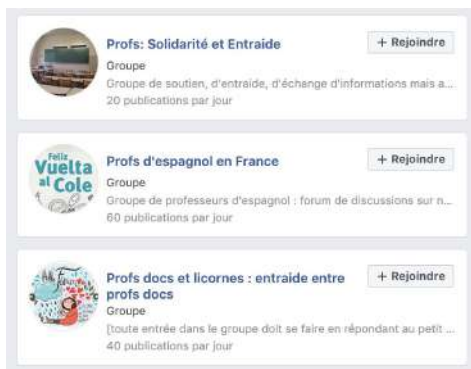 Profs: Solidarité et Entraide
+ Rejoindre
Groupe
Groupe de soutien, d'entraide, d'échange d'informations mais a...
20 publications par jour
Feliz
Vuelta
al Cole
Profs d'espagnol en France
+ Rejoindre
Groupe
Groupe de professeurs d'espagnol : forum de discussions sur n...
60 publications par jour
Profs docs et licornes : entraide entre
profs docs
+ Rejoindre
Groupe
[toute entrée dans le groupe doit se faire en répondant au petit ...
40 publications par jour